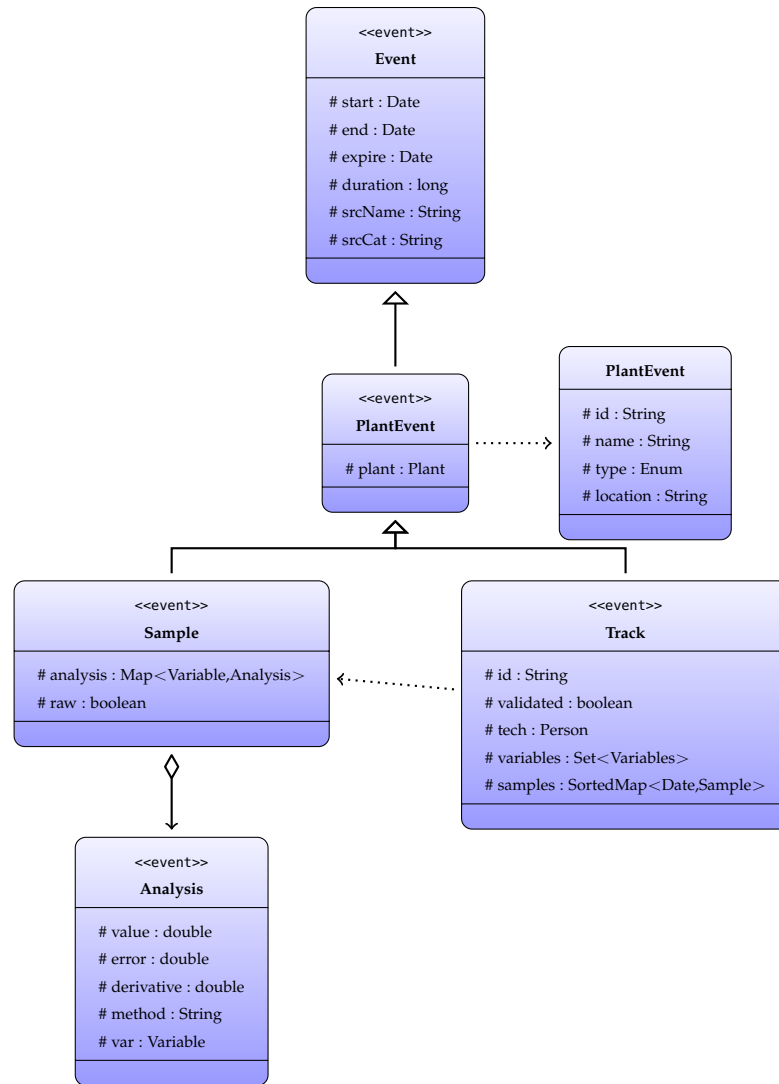 <<event>>
Event
# start : Date
# end : Date
# expire : Date
# duration : long
# srcName : String
# srcCat : String
<<event>>
PlantEvent
# plant : Plant
PlantEvent
# id : String
# name : String
# type : Enum
# location : String
<<event>>
Sample
# analysis : Map<Variable,Analysis>
# raw : boolean
<<event>>
Track
# id : String
# validated : boolean
# tech : Person
# variables : Set<Variables>
# samples : SortedMap<Date,Sample>
<<event>>
Analysis
# value : double
# error : double
# derivative : double
# method : String
# var : Variable